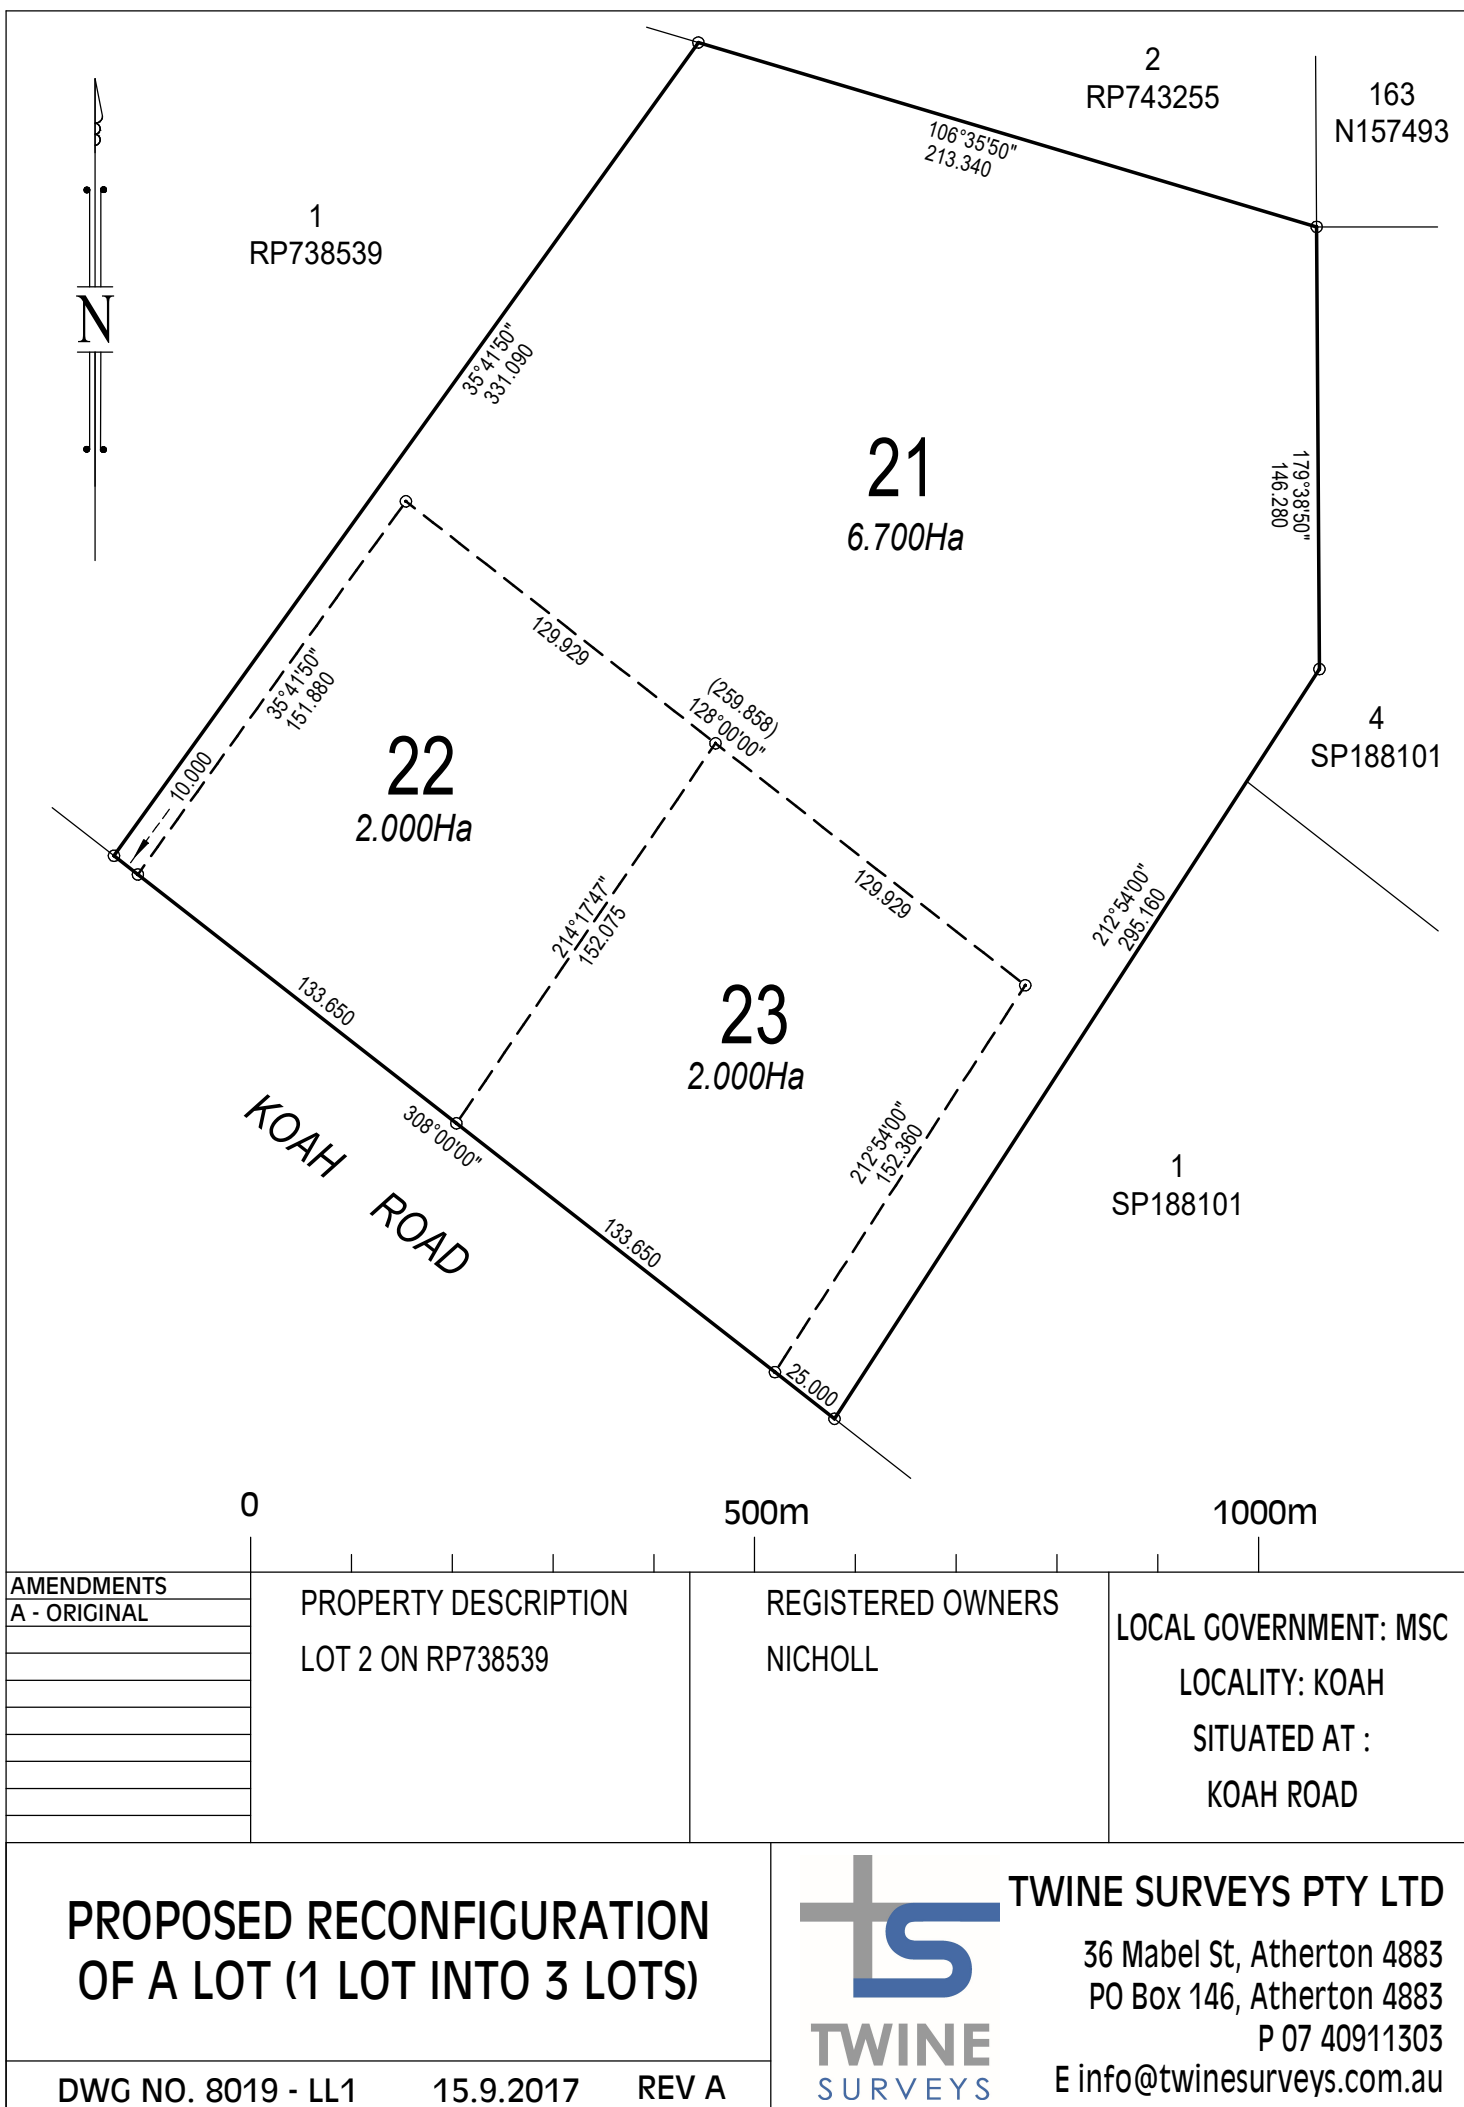 2
RP743255
163
N157493
106°35'50"
213.340
1
RP738539
N
35°41'50"
331.090
21
6.700Ha
179°38'50"
146.280
129.929
(259.858)
128°00'00"
35°41'50"
151.880
10.000
22
2.000Ha
4
SP188101
214°17'47"
152.075
129.929
212°54'00"
295.160
133.650
23
2.000Ha
308°00'00"
212°54'00"
152.360
KOAH ROAD
1
SP188101
133.650
25.000
0
500m
1000m
AMENDMENTS
A - ORIGINAL
PROPERTY DESCRIPTION
LOT 2 ON RP738539
REGISTERED OWNERS
NICHOLL
LOCAL GOVERNMENT: MSC
LOCALITY: KOAH
SITUATED AT :
KOAH ROAD
PROPOSED RECONFIGURATION
OF A LOT (1 LOT INTO 3 LOTS)
DWG NO. 8019 - LL1 15.9.2017 REV A
ts
TWINE
SURVEYS
TWINE SURVEYS PTY LTD
36 Mabel St, Atherton 4883
PO Box 146, Atherton 4883
P 07 40911303
E info@twinesurveys.com.au